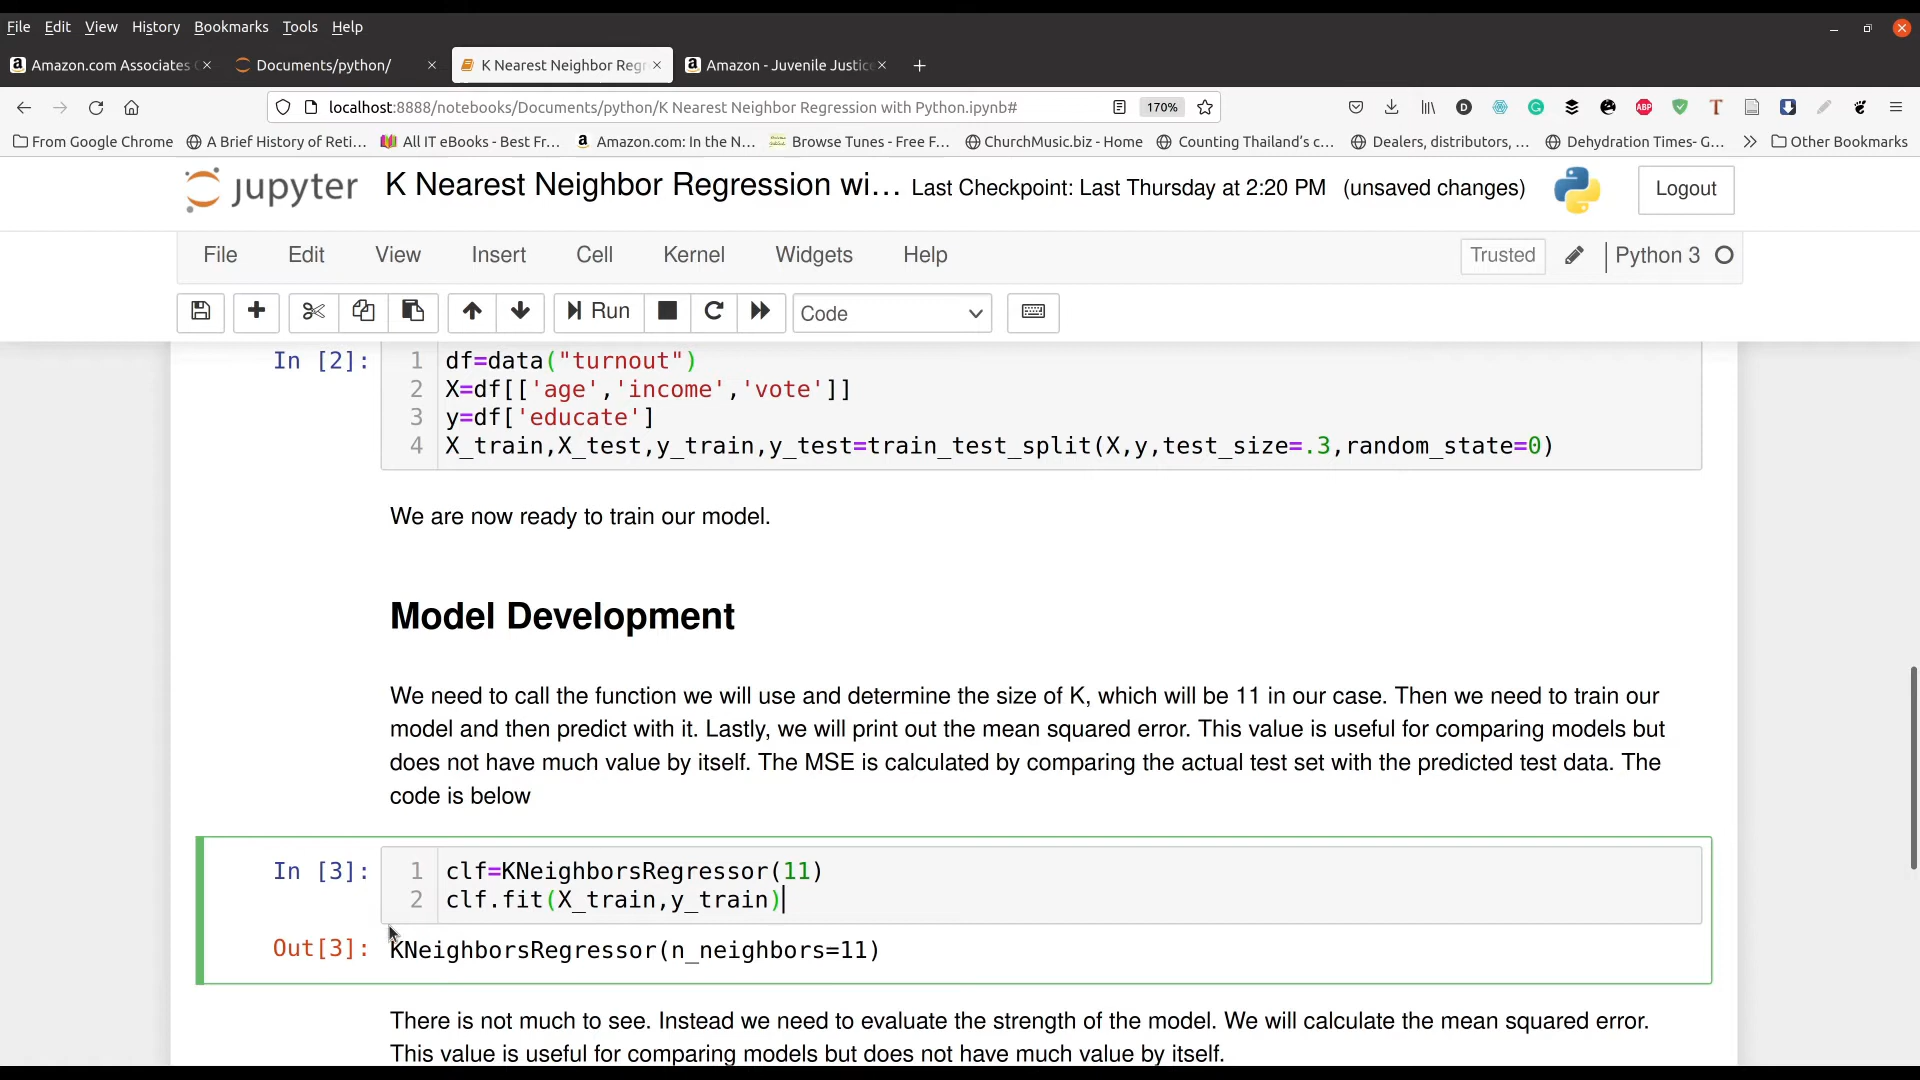 File Edit View History Bookmarks Tools Help
Amazon.com Associates C
Documents/python/
K Nearest Neighbor Regr
Amazon - Juvenile Justice
localhost:8888/notebooks/Documents/python/K Nearest Neighbor Regression with Python.ipynb#
170%
From Google Chrome
A Brief History of Reti…
All IT eBooks - Best Fr…
Amazon.com: In the N…
Browse Tunes - Free F…
ChurchMusic.biz - Home
Counting Thailand's c…
Dealers, distributors, …
Dehydration Times- G…
Other Bookmarks
jupyter K Nearest Neighbor Regression wi... Last Checkpoint: Last Thursday at 2:20 PM (unsaved changes) Logout
File Edit View Insert Cell Kernel Widgets Help Trusted Python 3
Run Code
In [2]: 1 df=data("turnout")
2 X=df[['age','income','vote']]
3 y=df['educate']
4 X_train,X_test,y_train,y_test=train_test_split(X,y,test_size=.3,random_state=0)
We are now ready to train our model.
Model Development
We need to call the function we will use and determine the size of K, which will be 11 in our case. Then we need to train our
model and then predict with it. Lastly, we will print out the mean squared error. This value is useful for comparing models but
does not have much value by itself. The MSE is calculated by comparing the actual test set with the predicted test data. The
code is below
In [3]: 1 clf=KNeighborsRegressor(11)
2 clf.fit(X_train,y_train)
Out[3]: KNeighborsRegressor(n_neighbors=11)
There is not much to see. Instead we need to evaluate the strength of the model. We will calculate the mean squared error.
This value is useful for comparing models but does not have much value by itself.